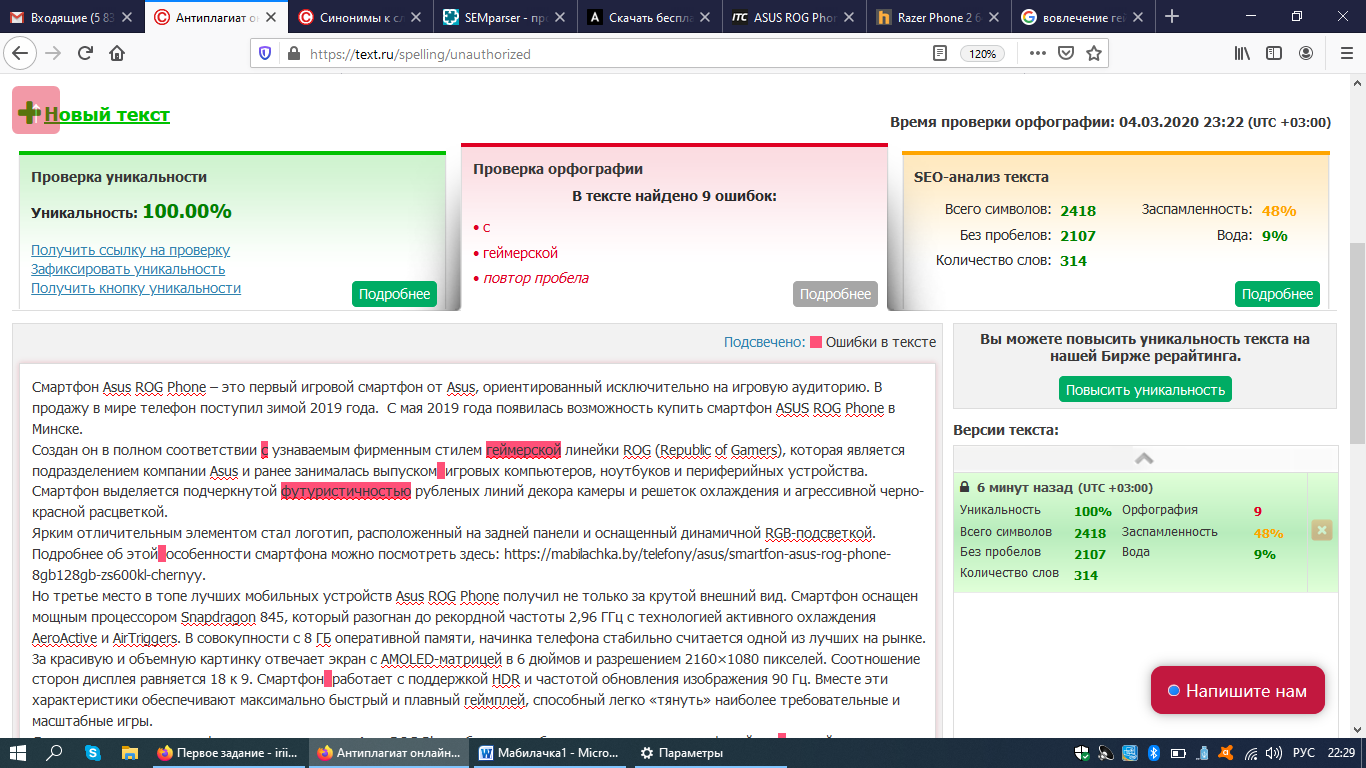 Входящие (5 83
Антиплагиат он
Синонимы к сл
SEMparser - про
Скачать беспла
ASUS ROG Phon
Razer Phone 2 6
вовлечение гей
https://text.ru/spelling/unauthorized
120%
Новый текст
Время проверки орфографии: 04.03.2020 23:22 (UTC +03:00)
Проверка уникальности
Уникальность: 100.00%
Получить ссылку на проверку
Зафиксировать уникальность
Получить кнопку уникальности
Подробнее
Проверка орфографии
В тексте найдено 9 ошибок:
• с
• геймерской
• повтор пробела
Подробнее
SEO-анализ текста
Всего символов: 2418 Заспамленность: 48%
Без пробелов: 2107 Вода: 9%
Количество слов: 314
Подробнее
Подсвечено: Ошибки в тексте
Смартфон Asus ROG Phone – это первый игровой смартфон от Asus, ориентированный исключительно на игровую аудиторию. В
продажу в мире телефон поступил зимой 2019 года.  С мая 2019 года появилась возможность купить смартфон ASUS ROG Phone в
Минске.
Создан он в полном соответствии с узнаваемым фирменным стилем геймерской линейки ROG (Republic of Gamers), которая является
подразделением компании Asus и ранее занималась выпуском игровых компьютеров, ноутбуков и периферийных устройства.
Смартфон выделяется подчеркнутой футуристичностью рубленых линий декора камеры и решеток охлаждения и агрессивной черно-
красной расцветкой.
Ярким отличительным элементом стал логотип, расположенный на задней панели и оснащенный динамичной RGB-подсветкой.
Подробнее об этой особенности смартфона можно посмотреть здесь: https://mabilachka.by/telefony/asus/smartfon-asus-rog-phone-
8gb128gb-zs600kl-chernyy.
Но третье место в топе лучших мобильных устройств Asus ROG Phone получил не только за крутой внешний вид. Смартфон оснащен
мощным процессором Snapdragon 845, который разогнан до рекордной частоты 2,96 ГГц с технологией активного охлаждения
AeroActive и AirTriggers. В совокупности с 8 ГБ оперативной памяти, начинка телефона стабильно считается одной из лучших на рынке.
За красивую и объемную картинку отвечает экран с AMOLED-матрицей в 6 дюймов и разрешением 2160×1080 пикселей. Соотношение
сторон дисплея равняется 18 к 9. Смартфон работает с поддержкой HDR и частотой обновления изображения 90 Гц. Вместе эти
характеристики обеспечивают максимально быстрый и плавный геймплей, способный легко «тянуть» наиболее требовательные и
масштабные игры.
Вы можете повысить уникальность текста на
нашей Бирже рерайтинга.
Повысить уникальность
Версии текста:
6 минут назад (UTC +03:00)
Уникальность 100% Орфография 9
Всего символов 2418 Заспамленность 48%
Без пробелов 2107 Вода 9%
Количество слов 314
Напишите нам
Первое задание - irii...
Антиплагиат онлайн...
Мабилачка1 - Micro...
Параметры
РУС
22:29